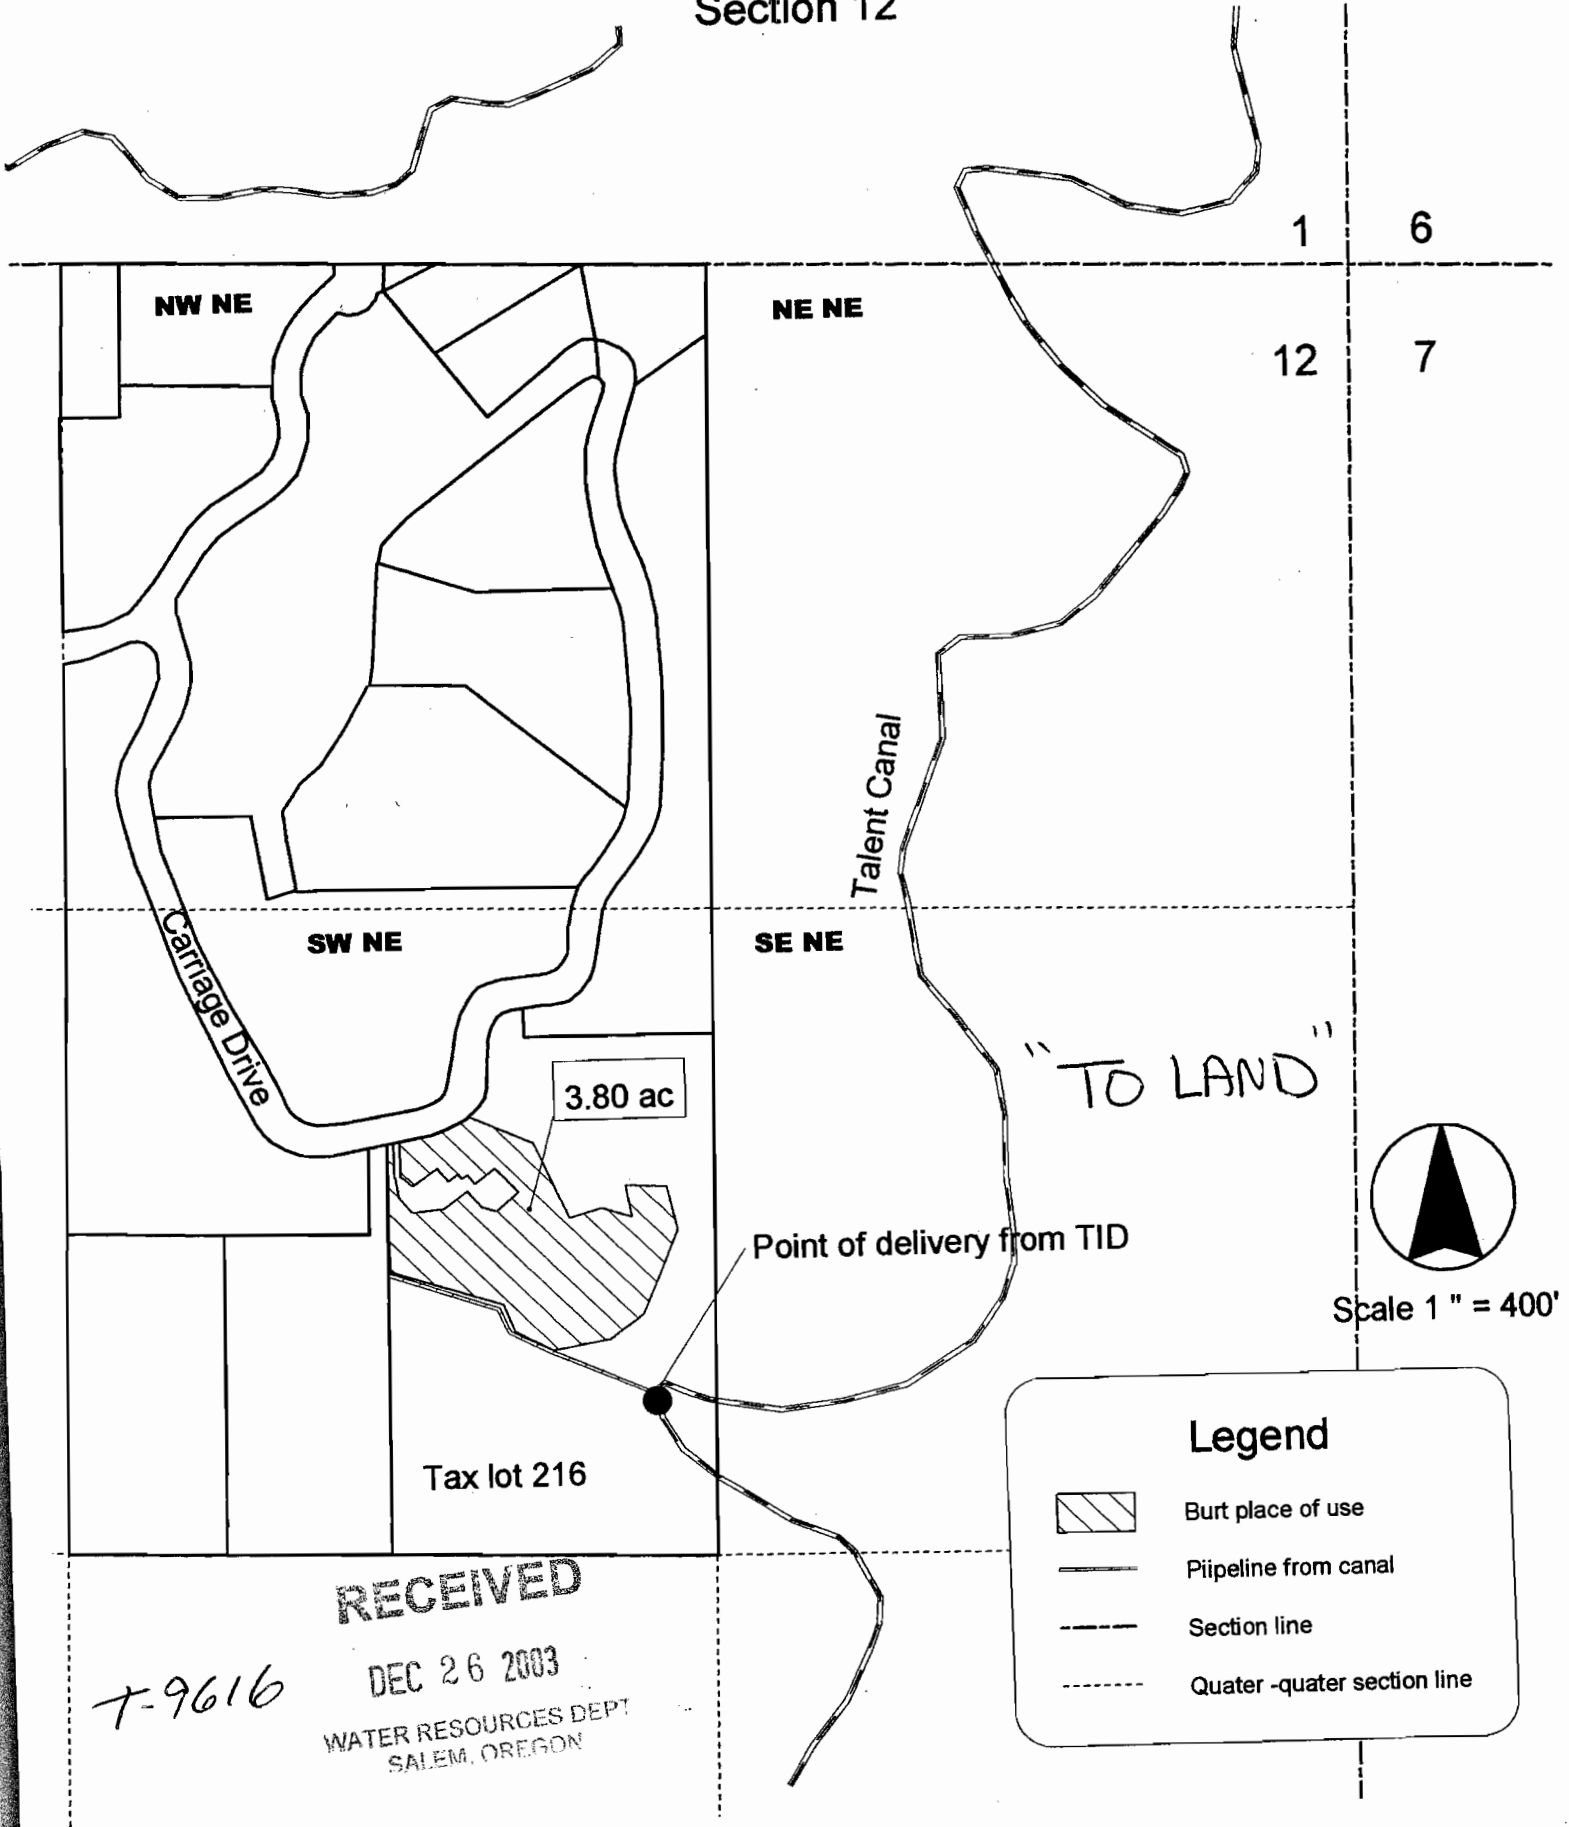 Section 12
1
6
NW NE
NE NE
12
7
Talent Canal
SW NE
SE NE
Carriage Drive
"TO LAND"
3.80 ac
Point of delivery from TID
Scale 1 " = 400'
Legend
Burt place of use
Piipeline from canal
Section line
Quater -quater section line
Tax lot 216
RECEIVED
DEC 26 2003
WATER RESOURCES DEPT
SALEM, OREGON
T-9616